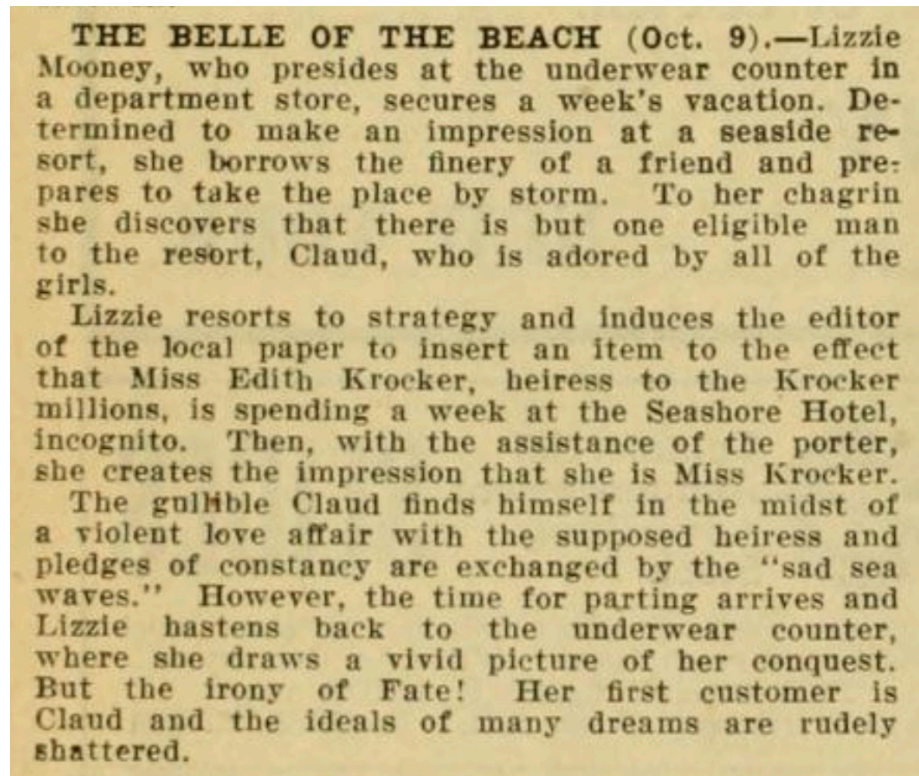 THE BELLE OF THE BEACH (Oct. 9).—Lizzie
Mooney, who presides at the underwear counter in
a department store, secures a week's vacation. De-
termined to make an impression at a seaside re-
sort, she borrows the finery of a friend and pre-
pares to take the place by storm. To her chagrin
she discovers that there is but one eligible man
to the resort, Claud, who is adored by all of the
girls.
Lizzie resorts to strategy and induces the editor
of the local paper to insert an item to the effect
that Miss Edith Krocker, heiress to the Krocker
millions, is spending a week at the Seashore Hotel,
incognito. Then, with the assistance of the porter,
she creates the impression that she is Miss Krocker.
The gullible Claud finds himself in the midst of
a violent love affair with the supposed heiress and
pledges of constancy are exchanged by the "sad sea
waves." However, the time for parting arrives and
Lizzie hastens back to the underwear counter,
where she draws a vivid picture of her conquest.
But the irony of Fate! Her first customer is
Claud and the ideals of many dreams are rudely
shattered.